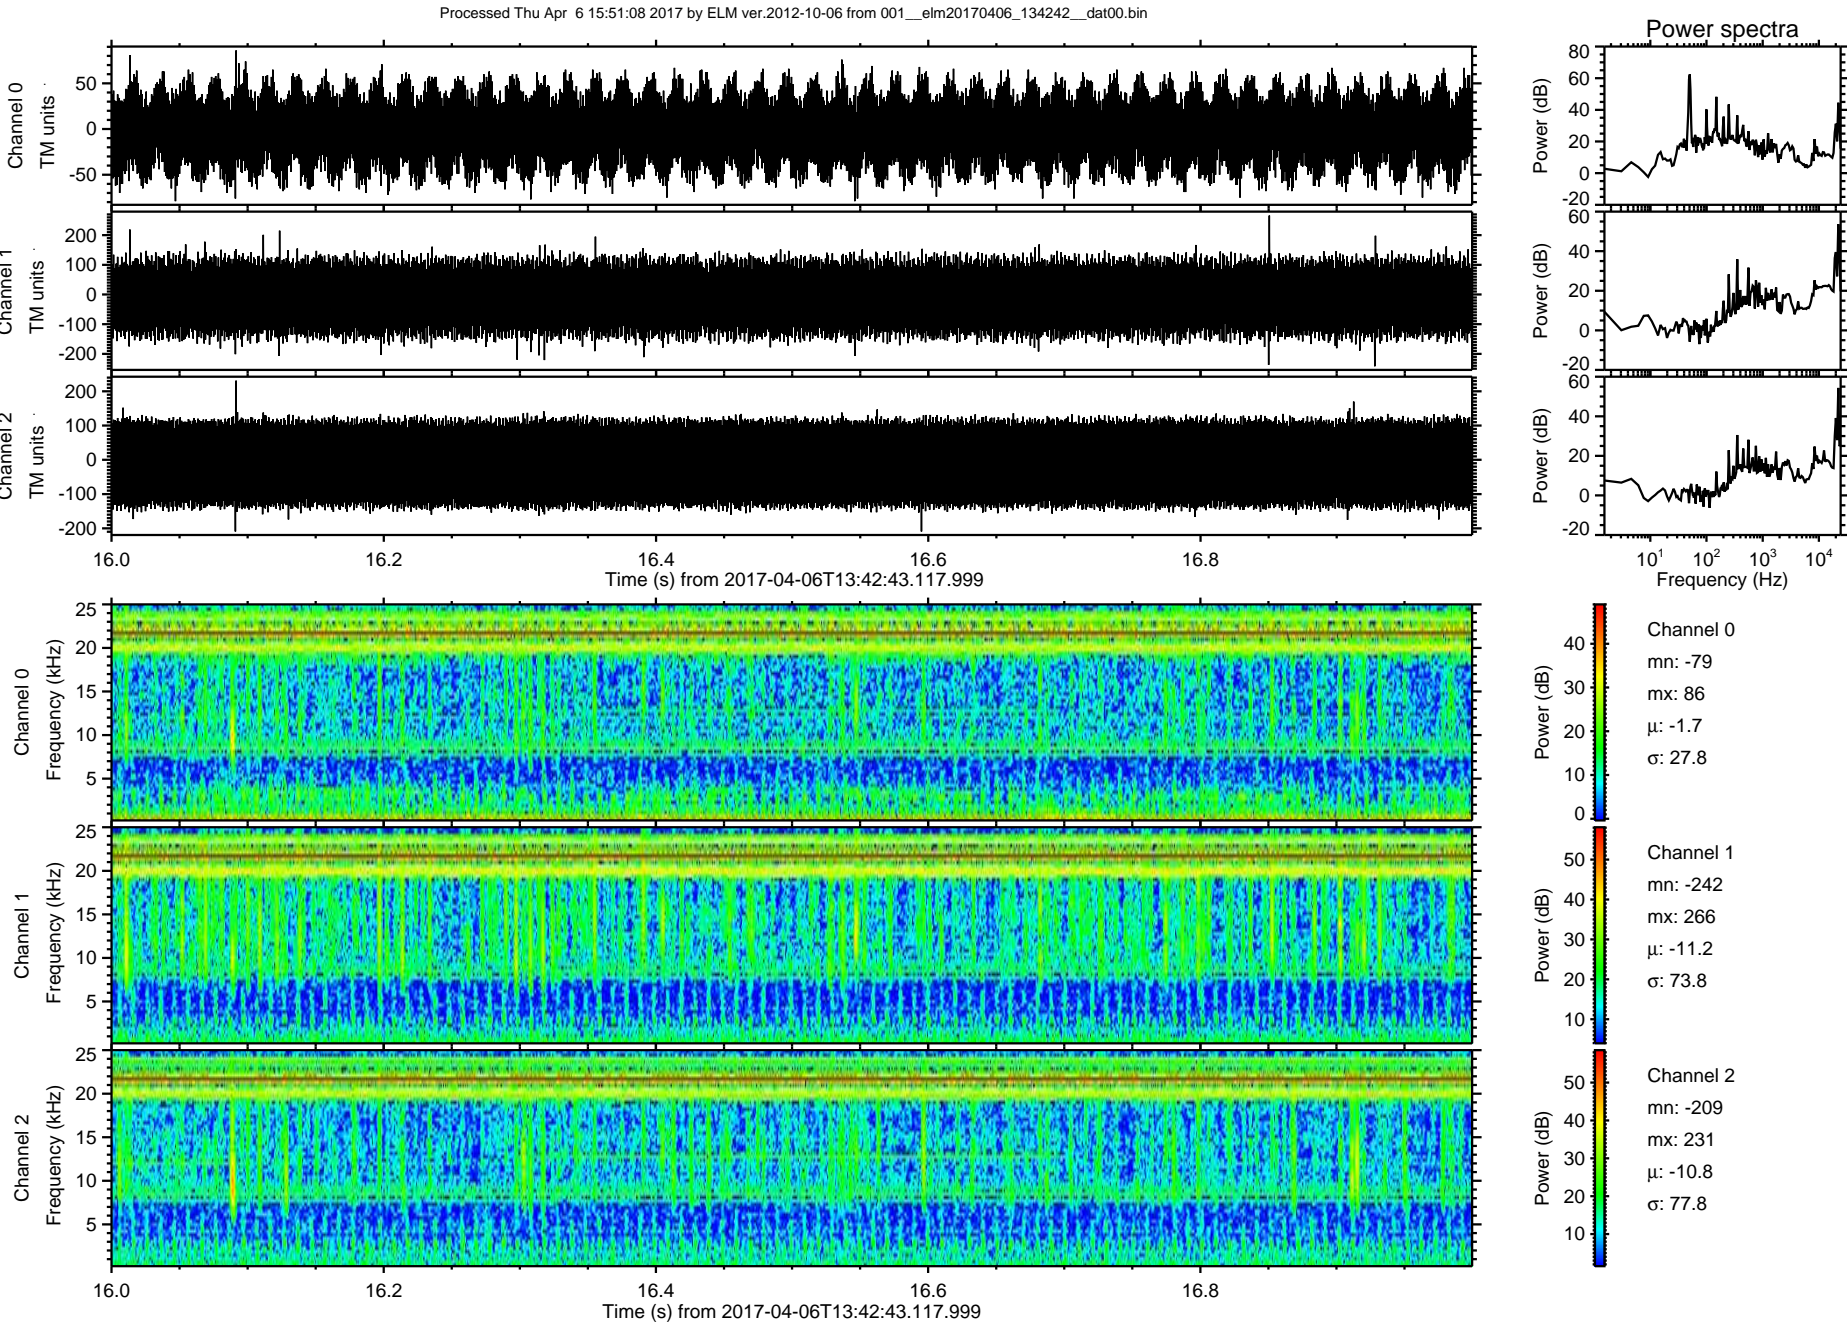 Processed Thu Apr  6 15:51:08 2017 by ELM ver.2012-10-06 from 001__elm20170406_134242__dat00.bin
Power spectra
Channel 0
TM units
50
0
-50
Power (dB)
80
60
40
20
0
-20
Channel 1
TM units
200
100
0
-100
-200
Power (dB)
60
40
20
0
-20
Channel 2
TM units
200
100
0
-100
-200
Power (dB)
60
40
20
0
-20
16.0 16.2 16.4 16.6 16.8
Time (s) from 2017-04-06T13:42:43.117.999
10^1 10^2 10^3 10^4
Frequency (Hz)
Channel 0
Frequency (kHz)
25
20
15
10
5
Power (dB)
40
30
20
10
0
Channel 0
mn: -79
mx: 86
μ: -1.7
σ: 27.8
Channel 1
Frequency (kHz)
25
20
15
10
5
Power (dB)
50
40
30
20
10
Channel 1
mn: -242
mx: 266
μ: -11.2
σ: 73.8
Channel 2
Frequency (kHz)
25
20
15
10
5
Power (dB)
50
40
30
20
10
Channel 2
mn: -209
mx: 231
μ: -10.8
σ: 77.8
16.0 16.2 16.4 16.6 16.8
Time (s) from 2017-04-06T13:42:43.117.999